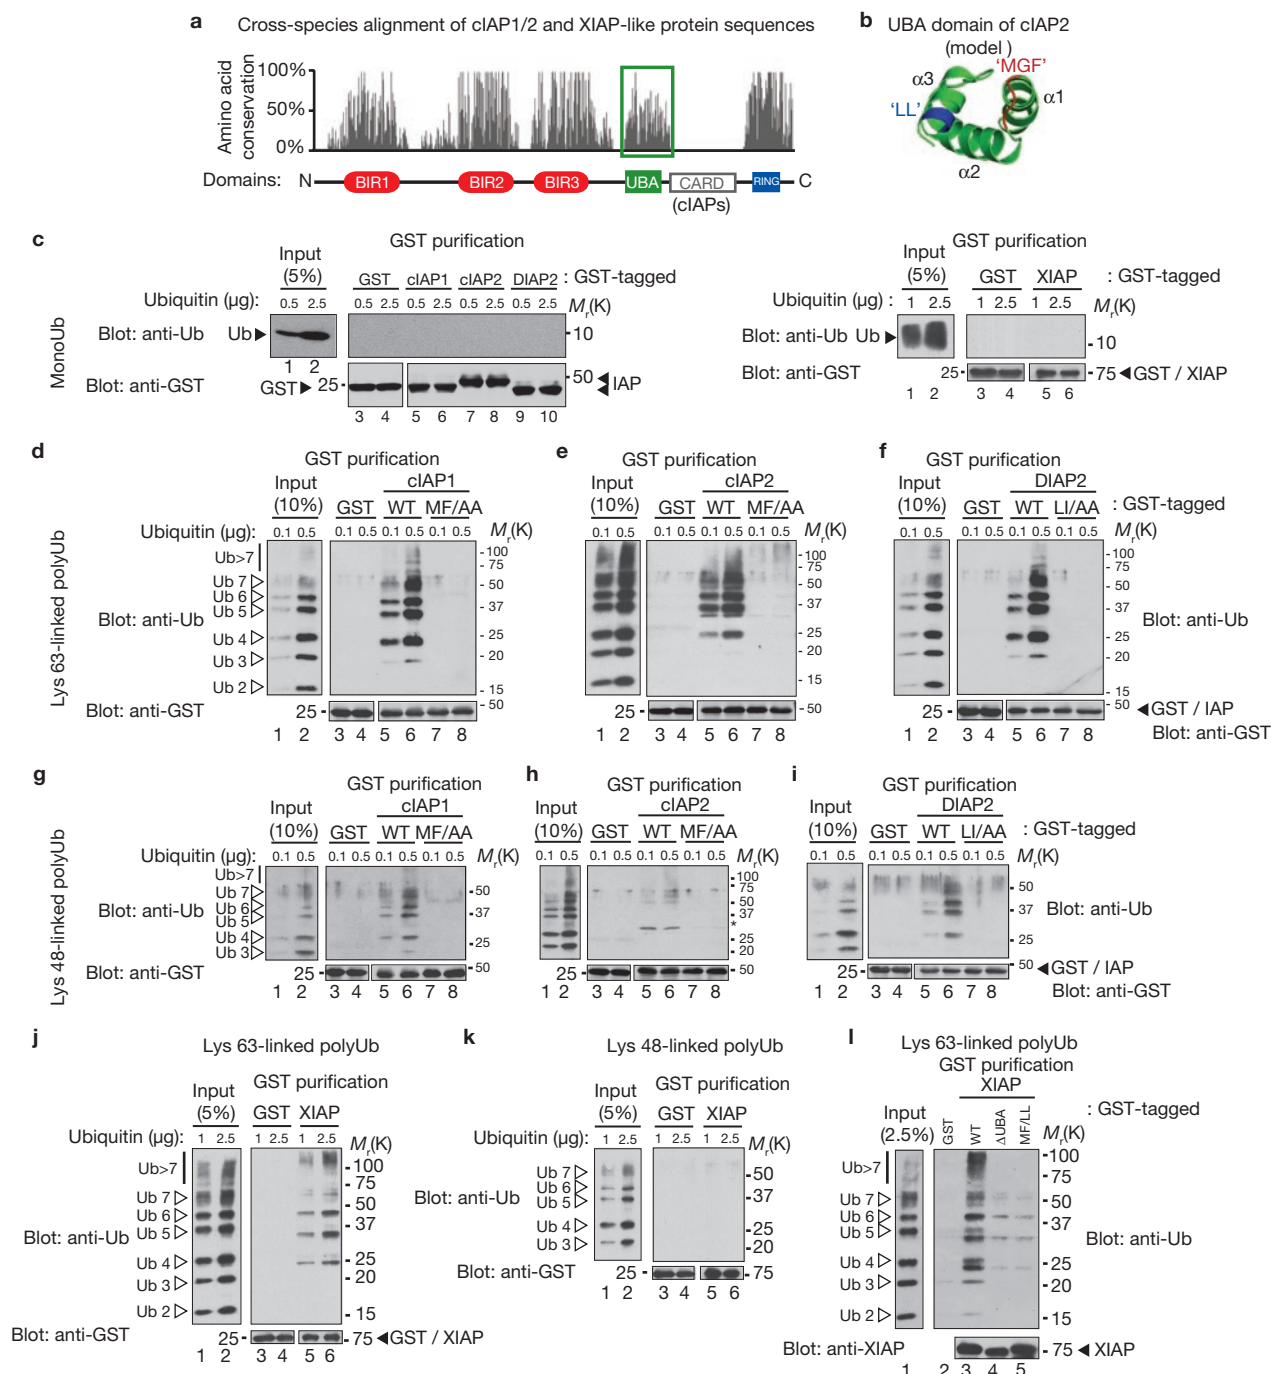 a Cross-species alignment of cIAP1/2 and XIAP-like protein sequences
Amino acid
conservation
100%
50%
0%
Domains: N BIR1 BIR2 BIR3 UBA CARD RING C
(cIAPs)
b UBA domain of cIAP2
(model)
'MGF'
α3
α1
'LL'
α2
c
MonoUb
GST purification
Input
(5%)
GST cIAP1 cIAP2 DIAP2 : GST-tagged
Ubiquitin (µg): 0.5 2.5 0.5 2.5 0.5 2.5 0.5 2.5 0.5 2.5 Mr(K)
Blot: anti-Ub Ub 10
1 2
Blot: anti-GST GST 25 50 IAP
3 4 5 6 7 8 9 10
GST purification
Input
(5%)
GST XIAP : GST-tagged
Ubiquitin (µg) : 1 2.5 1 2.5 1 2.5 Mr(K)
Blot: anti-Ub Ub 10
Blot: anti-GST 25 75 GST / XIAP
1 2 3 4 5 6
Lys 63-linked polyUb
d
GST purification
Input
(10%)
cIAP1
GST WT MF/AA
Ubiquitin (µg): 0.1 0.5 0.1 0.5 0.1 0.5 0.1 0.5 Mr(K)
Ub>7
Ub 7
Ub 6
Ub 5
Ub 4
Ub 3
Ub 2
Blot: anti-Ub
100
75
50
37
25
20
15
Blot: anti-GST 25 50
1 2 3 4 5 6 7 8
e
GST purification
Input
(10%)
cIAP2
GST WT MF/AA
0.1 0.5 0.1 0.5 0.1 0.5 0.1 0.5 Mr(K)
100
75
50
37
25
20
15
25 50
1 2 3 4 5 6 7 8
f
GST purification
Input
(10%)
DIAP2
GST WT LI/AA : GST-tagged
0.1 0.5 0.1 0.5 0.1 0.5 0.1 0.5 Mr(K)
100
75
50
37
25
20
15
Blot: anti-Ub
25 50 GST / IAP
Blot: anti-GST
1 2 3 4 5 6 7 8
Lys 48-linked polyUb
g
GST purification
Input
(10%)
cIAP1
GST WT MF/AA
Ubiquitin (µg): 0.1 0.5 0.1 0.5 0.1 0.5 0.1 0.5 Mr(K)
Ub>7
Ub 7
Ub 6
Ub 5
Ub 4
Ub 3
Blot: anti-Ub
50
37
25
Blot: anti-GST 25 50
1 2 3 4 5 6 7 8
h
GST purification
Input
(10%)
cIAP2
GST WT MF/AA
0.1 0.5 0.1 0.5 0.1 0.5 0.1 0.5 Mr(K)
100
75
50
37
*
25
20
25 50
1 2 3 4 5 6 7 8
i
GST purification
Input
(10%)
DIAP2
GST WT LI/AA : GST-tagged
0.1 0.5 0.1 0.5 0.1 0.5 0.1 0.5 Mr(K)
50
37
25
Blot: anti-Ub
25 50 GST / IAP
Blot: anti-GST
1 2 3 4 5 6 7 8
j
Lys 63-linked polyUb
GST purification
Input
(5%)
GST XIAP
Ubiquitin (µg): 1 2.5 1 2.5 1 2.5 Mr(K)
Ub>7
Ub 7
Ub 6
Ub 5
Ub 4
Ub 3
Ub 2
Blot: anti-Ub
100
75
50
37
25
20
15
Blot: anti-GST 25 75 GST / XIAP
1 2 3 4 5 6
k
Lys 48-linked polyUb
GST purification
Input
(5%)
GST XIAP
Ubiquitin (µg): 1 2.5 1 2.5 1 2.5 Mr(K)
Ub 7
Ub 6
Ub 5
Ub 4
Ub 3
Blot: anti-Ub
50
37
25
20
Blot: anti-GST 25 75
1 2 3 4 5 6
l
Lys 63-linked polyUb
GST purification
XIAP
Input
(2.5%)
GST WT ΔUBA MF/LL : GST-tagged
Mr(K)
Ub>7
Ub 7
Ub 6
Ub 5
Ub 4
Ub 3
Ub 2
100
75
50
37
25
20
15
Blot: anti-Ub
Blot: anti-XIAP 75 XIAP
1 2 3 4 5